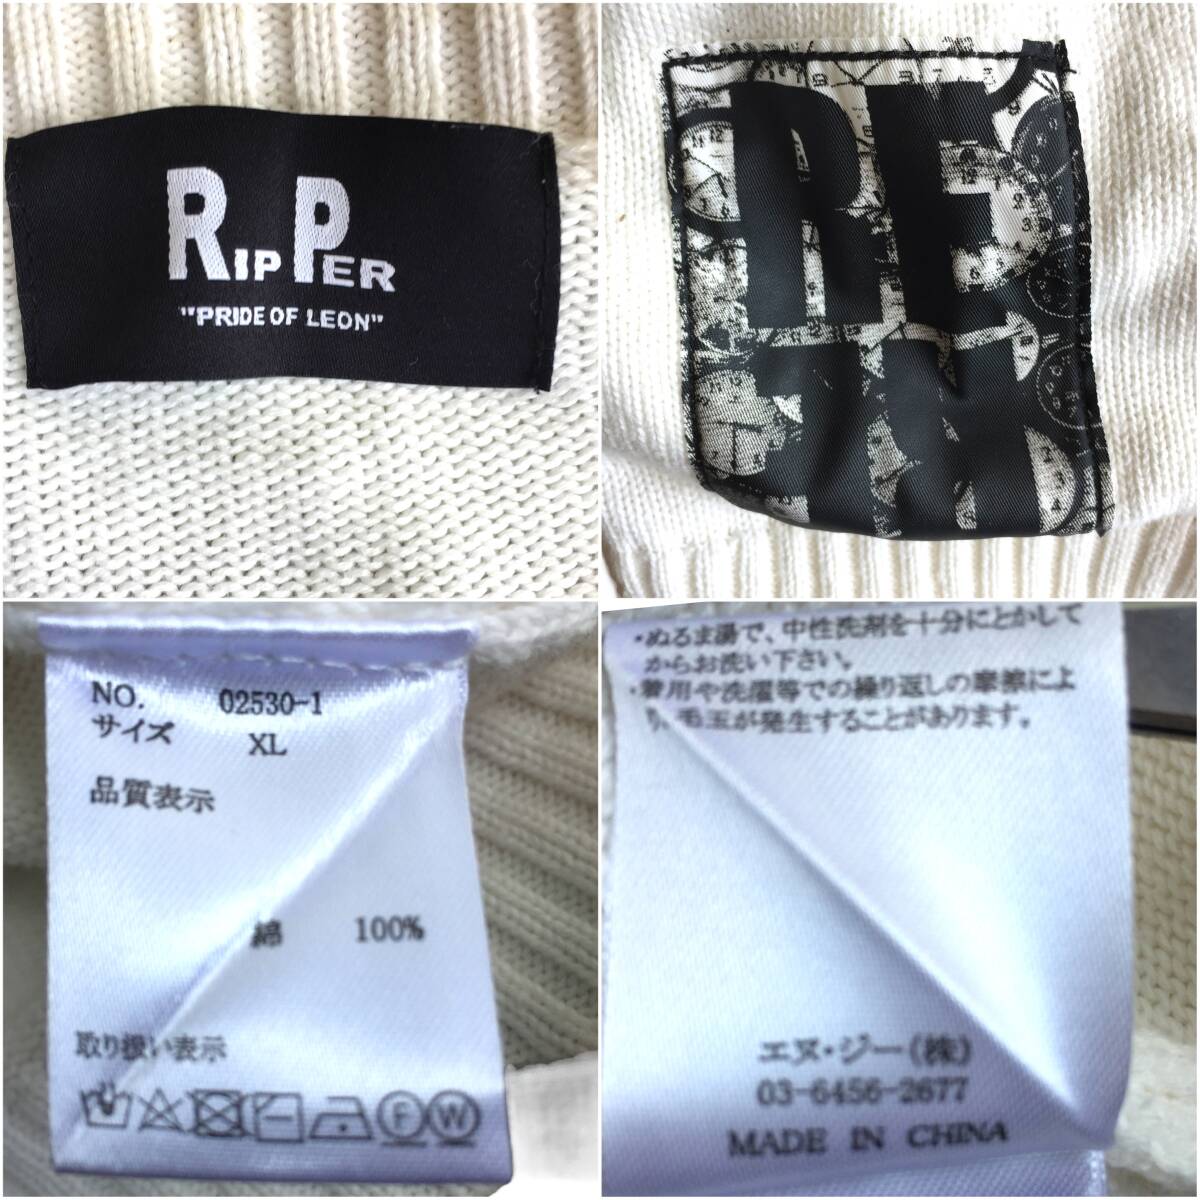 RIPPER
"PRIDE OF LEON"
RE
NO. 02530-1
サイズ XL
品質表示
綿 100%
取り扱い表示
F W
・ぬるま湯で、中性洗剤を十分にとかして
からお洗い下さい。
・着用や洗濯等での繰り返しの摩擦によ
り、毛玉が発生することがあります。
エヌ・ジー(株)
03-6456-2677
MADE IN CHINA